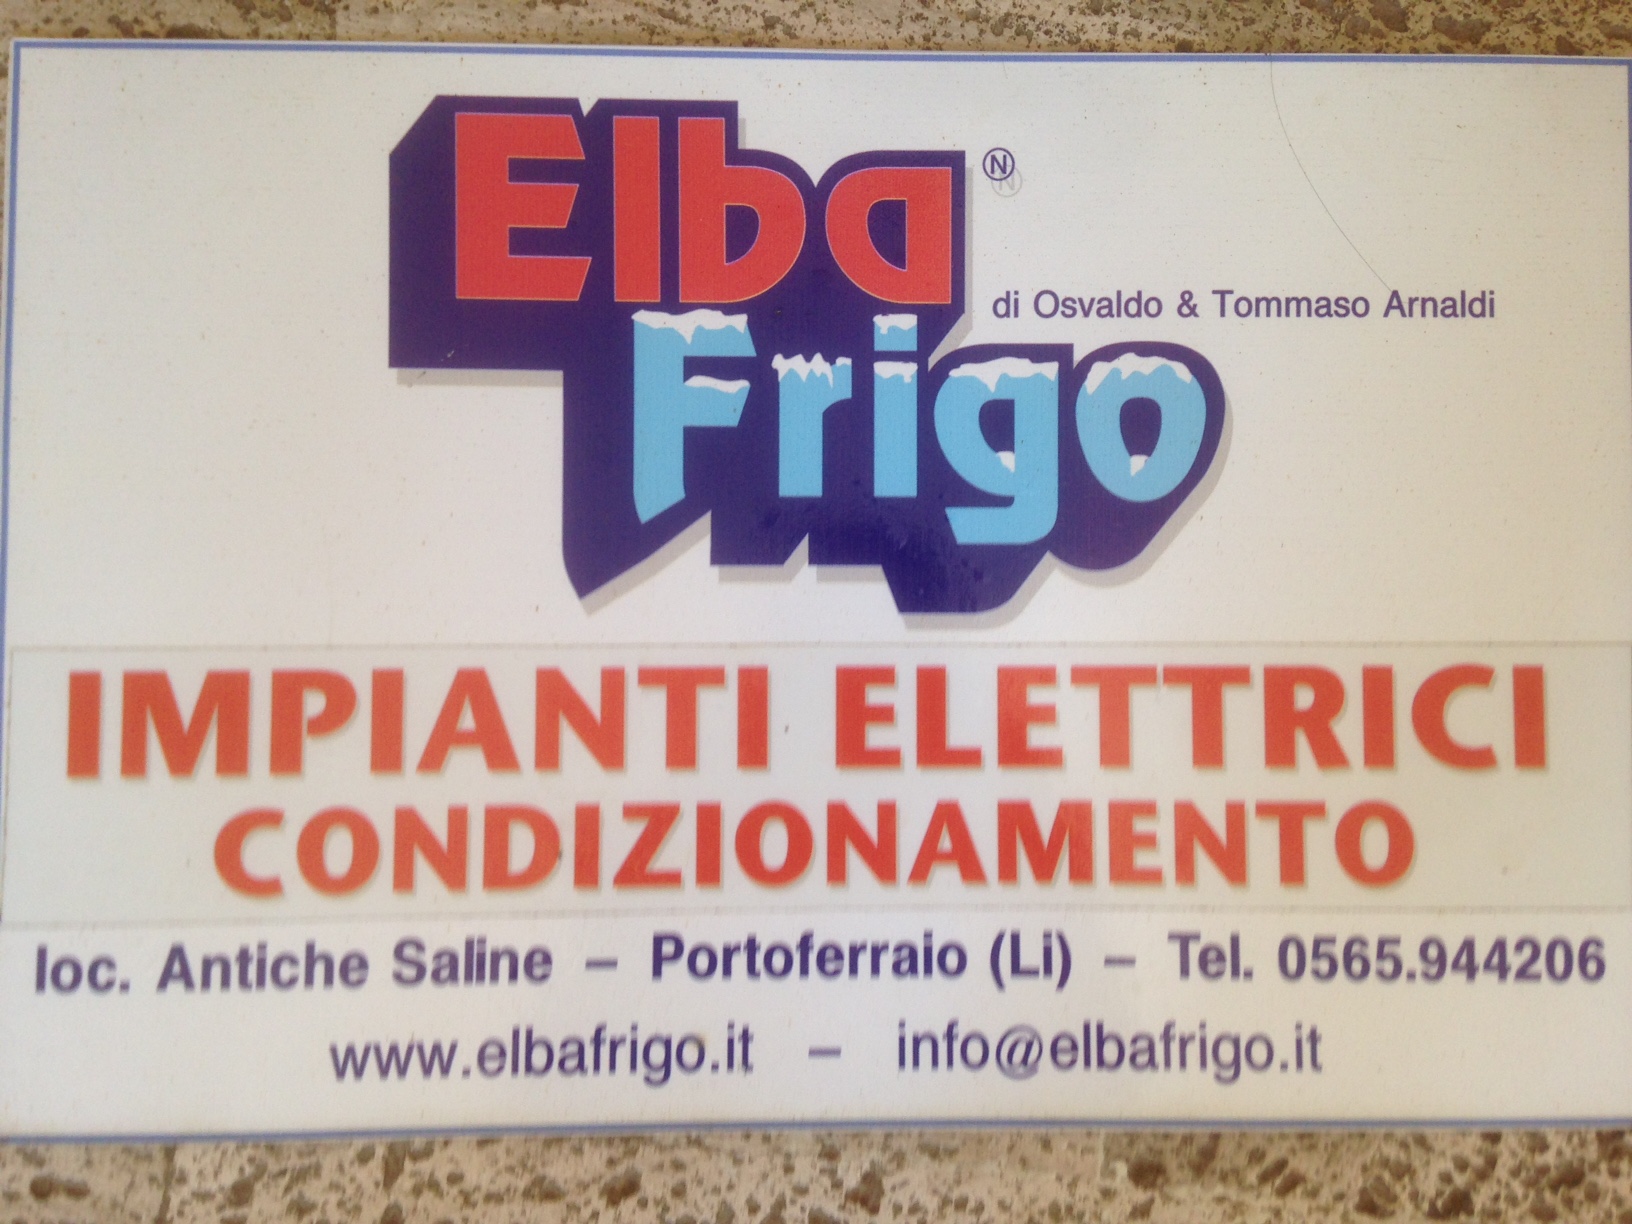 Elba Ⓝ
di Osvaldo & Tommaso Arnaldi
Frigo
IMPIANTI ELETTRICI
CONDIZIONAMENTO
loc. Antiche Saline – Portoferraio (Li) – Tel. 0565.944206
www.elbafrigo.it – info@elbafrigo.it